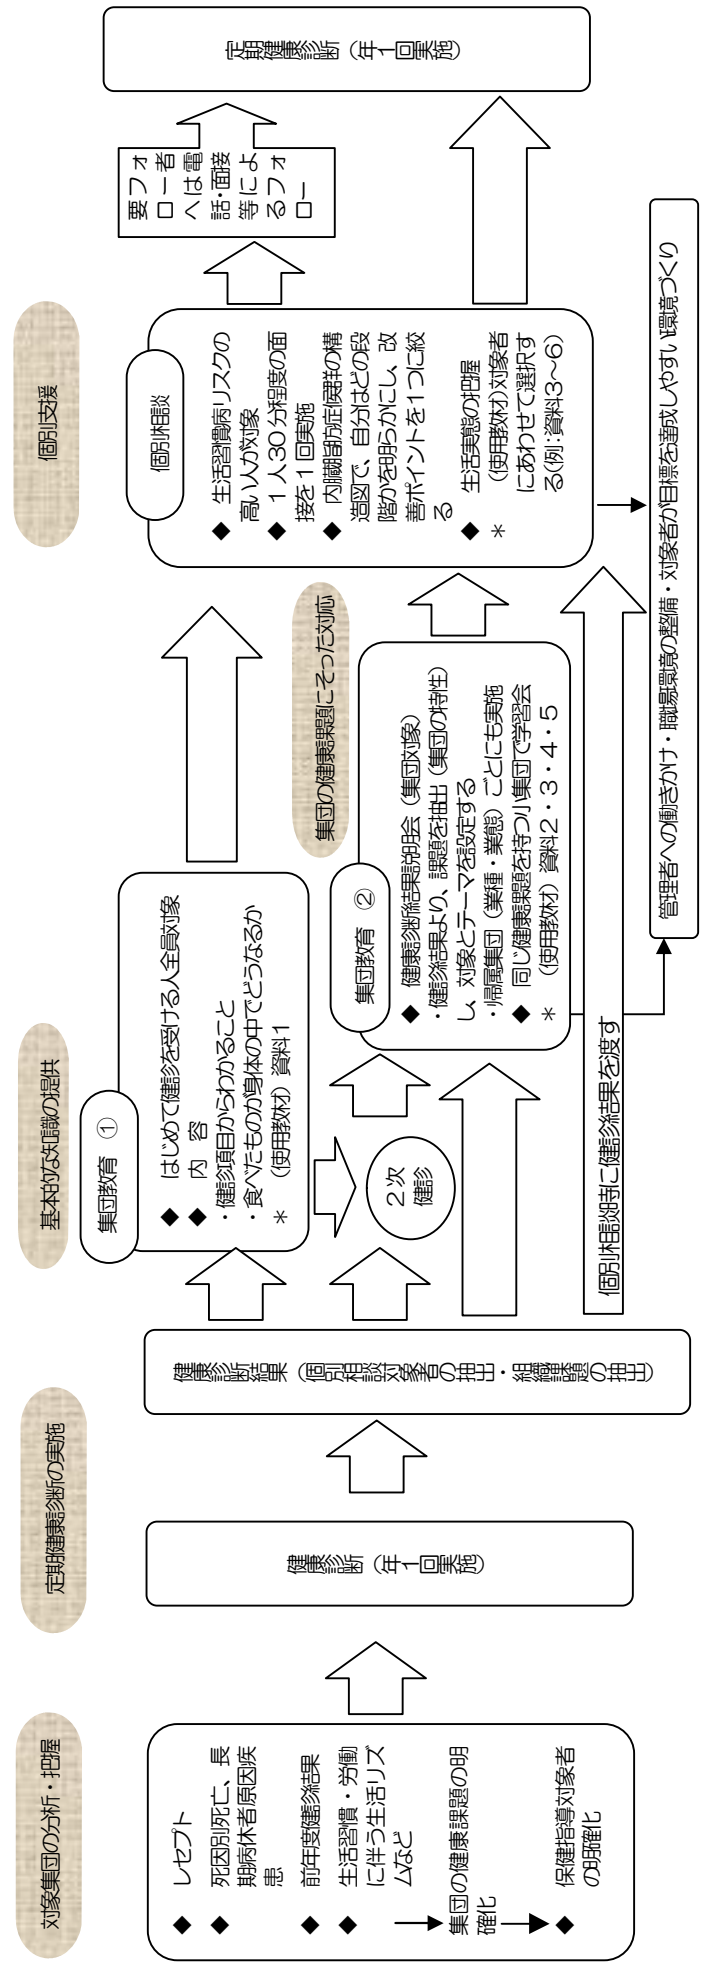 対象集団の分析・把握
◆ レセプト
◆ 死因別死亡、長
期病休者原因疾
患
◆ 前年度健診結果
◆ 生活習慣・労働
に伴う生活リズ
ムなど
集団の健康課題の明
確化
◆ 保健指導対象者
の明確化
定期健康診断の実施
健康診断（年１回実施）
健康診断結果（個別相談対象者の抽出・組織課題の抽出）
基本的な知識の提供
集団教育 ①
◆ はじめて健診を受ける人全員対象
◆ 内 容
・健診項目からわかること
・食べたものが身体の中でどうなるか
＊ （使用教材）資料１
２次
健診
集団の健康課題にそった対応
集団教育 ②
◆ 健康診断結果説明会（集団対象）
・健診結果より、課題を抽出（集団の特性）
し、対象とテーマを設定する
・帰属集団（業種・業態）ごとにも実施
◆ 同じ健康課題を持つ小集団で学習会
＊ （使用教材）資料２・３・４・５
個別相談時に健診結果を渡す
個別支援
個別相談
◆ 生活習慣病リスクの
高い人が対象
◆ １人30分程度の面
接を１回実施
◆ 内臓脂肪症候群の構
造図で、自分はどの段
階かを明らかにし、改
善ポイントを１つに絞
る
◆ 生活実態の把握
＊ （使用教材）対象者
にあわせて選択す
る（例：資料３～６）
管理者への働きかけ・職場環境の整備・対象者が目標を達成しやすい環境づくり
要フォ
ロー者
へは電
話・面接
等によ
るフォ
ロー
定期健康診断（年１回実施）